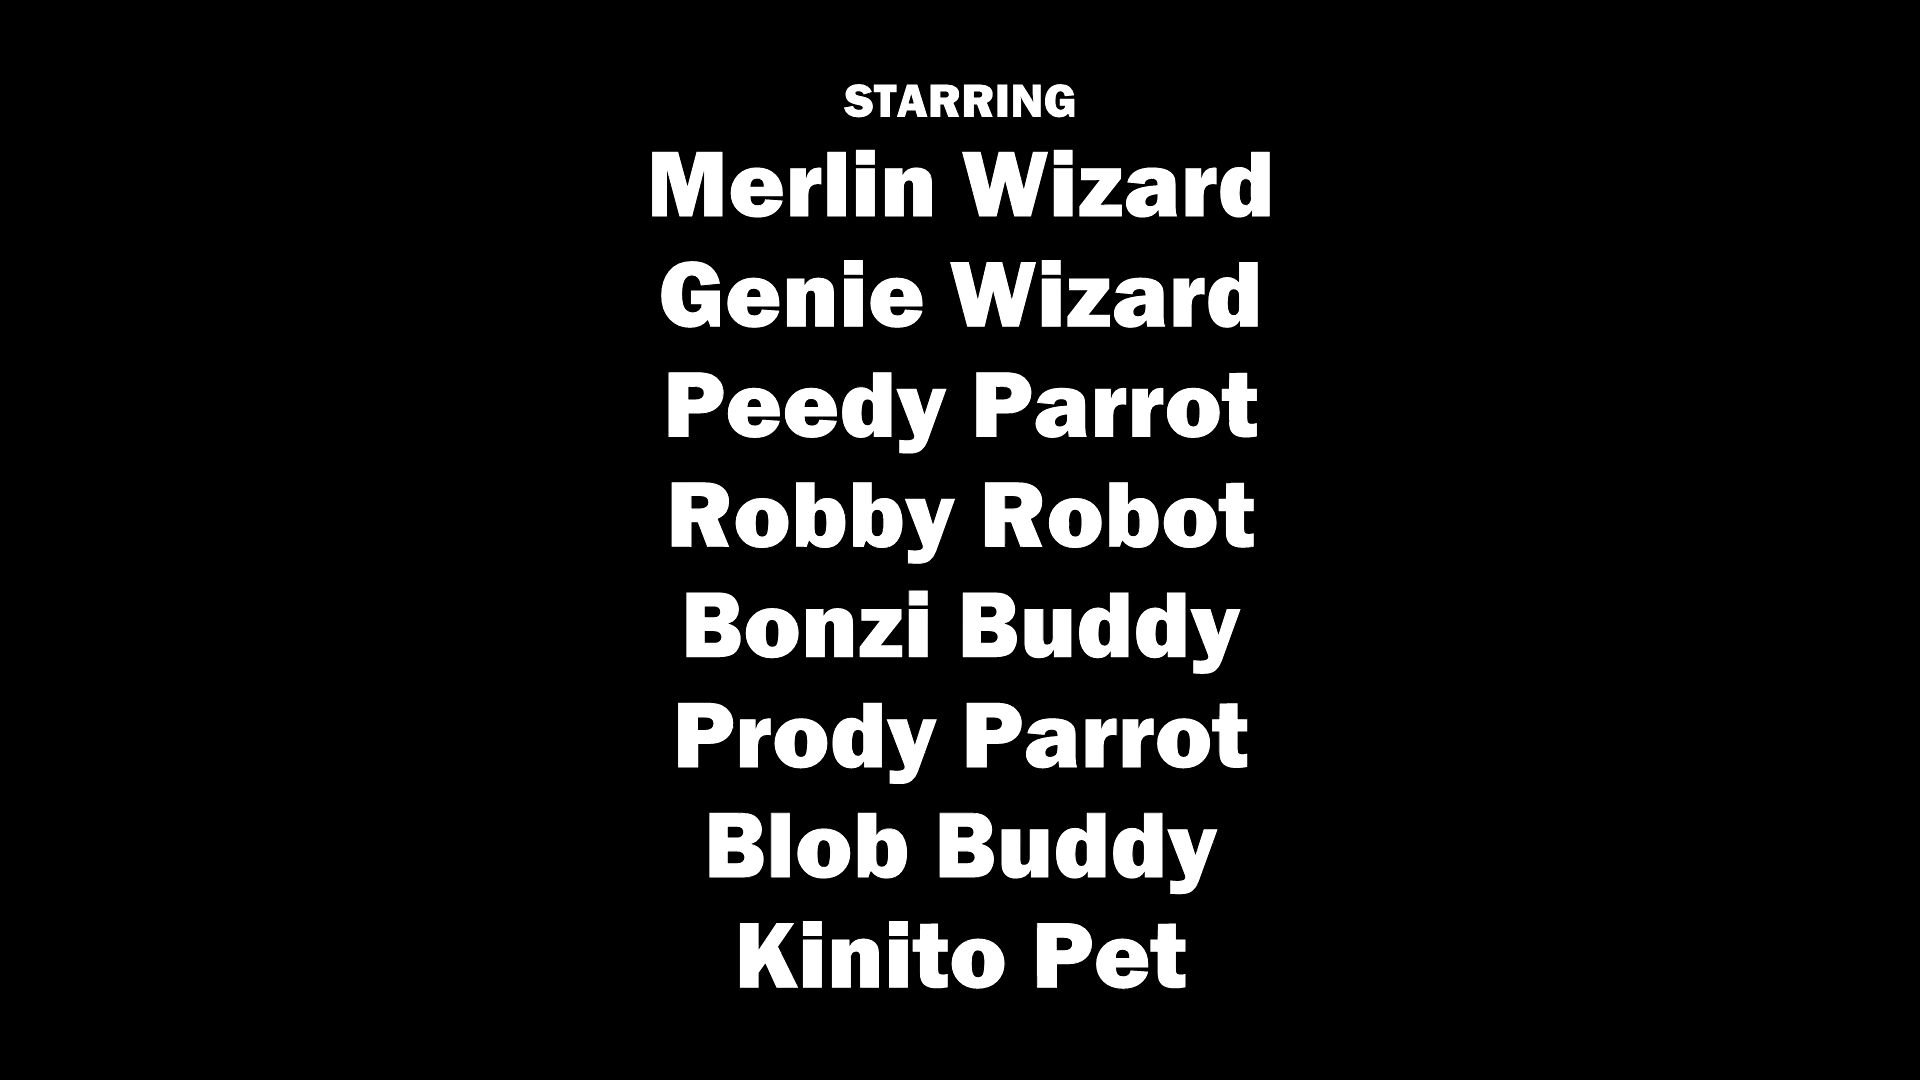 STARRING
Merlin Wizard
Genie Wizard
Peedy Parrot
Robby Robot
Bonzi Buddy
Prody Parrot
Blob Buddy
Kinito Pet